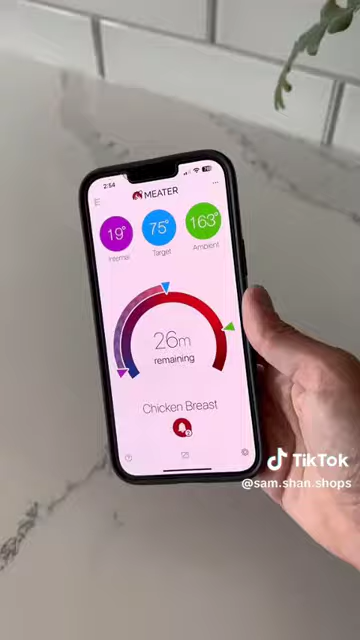 2:54
MEATER
19° 75° 163°
Internal Target Ambient
26m
remaining
Chicken Breast
TikTok
@sam.shan.shops